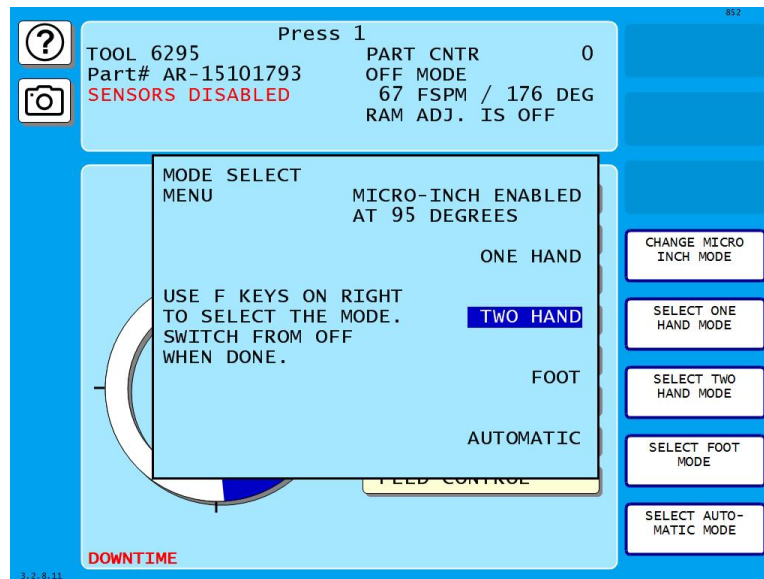 852
Press 1
TOOL 6295
PART CNTR 0
Part# AR-15101793
OFF MODE
SENSORS DISABLED
67 FSPM / 176 DEG
RAM ADJ. IS OFF
MODE SELECT
MENU
MICRO-INCH ENABLED
AT 95 DEGREES
ONE HAND
USE F KEYS ON RIGHT
TO SELECT THE MODE.
SWITCH FROM OFF
WHEN DONE.
TWO HAND
FOOT
AUTOMATIC
FEED CONTROL
CHANGE MICRO
INCH MODE
SELECT ONE
HAND MODE
SELECT TWO
HAND MODE
SELECT FOOT
MODE
SELECT AUTO-
MATIC MODE
DOWNTIME
3.2.8.11